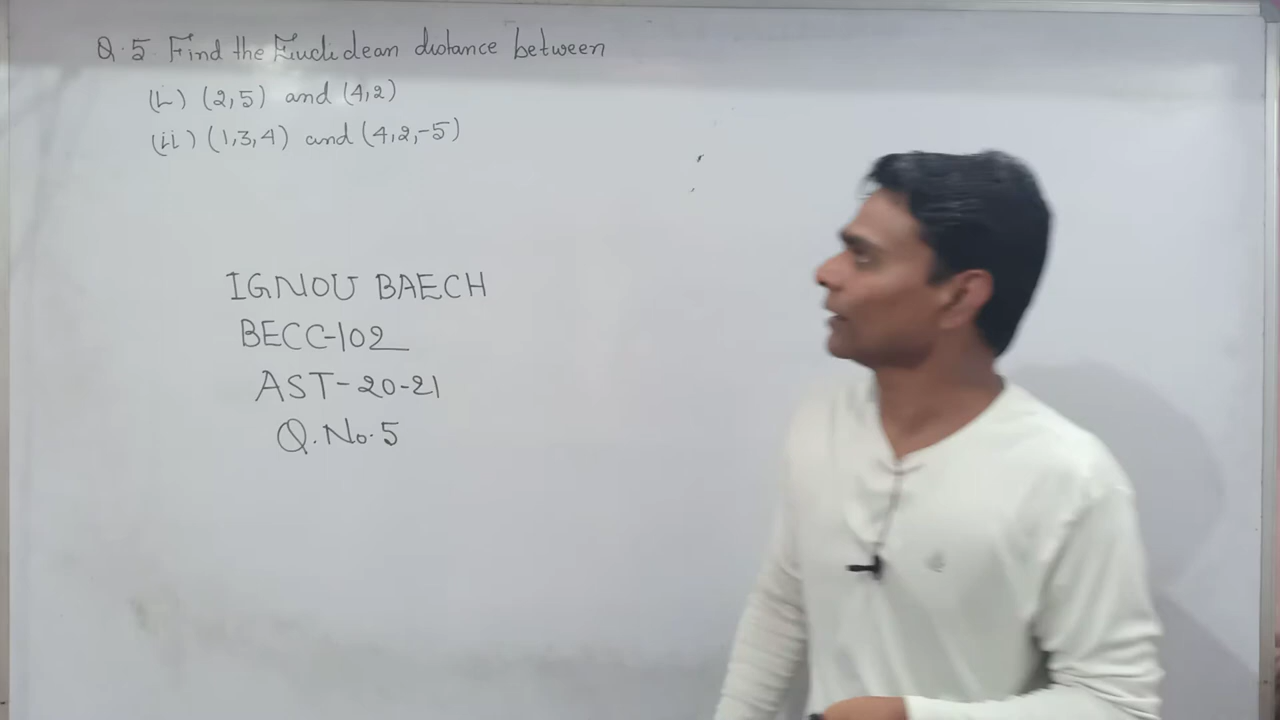 Q.5. Find the Euclidean distance between
(i) (2,5) and (4,2)
(ii) (1,3,4) and (4,2,-5)
IGNOU BAECH
BECC-102
AST-20-21
Q.No.5